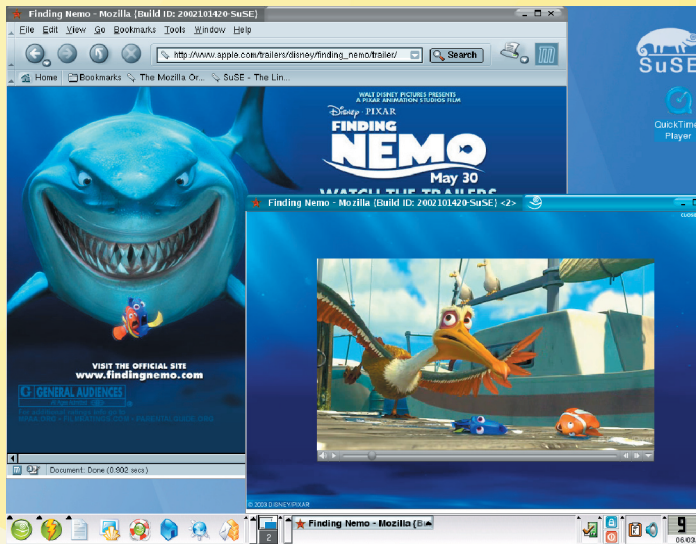 Finding Nemo - Mozilla {Build ID: 2002101420-SuSE}
File Edit View Go Bookmarks Tools Window Help
http://www.apple.com/trailers/disney/finding_nemo/trailer/ Search
Home Bookmarks The Mozilla Or... SuSE - The Lin...
WALT DISNEY PICTURES PRESENTS
A PIXAR ANIMATION STUDIOS FILM
Disney · PIXAR
FINDING
NEMO
May 30
WATCH THE TRAILERS
VISIT THE OFFICIAL SITE
www.findingnemo.com
G GENERAL AUDIENCES
Document: Done (0.902 secs)
SuSE
QuickTime
Player
Finding Nemo - Mozilla {Build ID: 2002101420-SuSE} <2>
CLOSE
© 2003 DISNEY/PIXAR
2
Finding Nemo - Mozilla {B
9
06/03